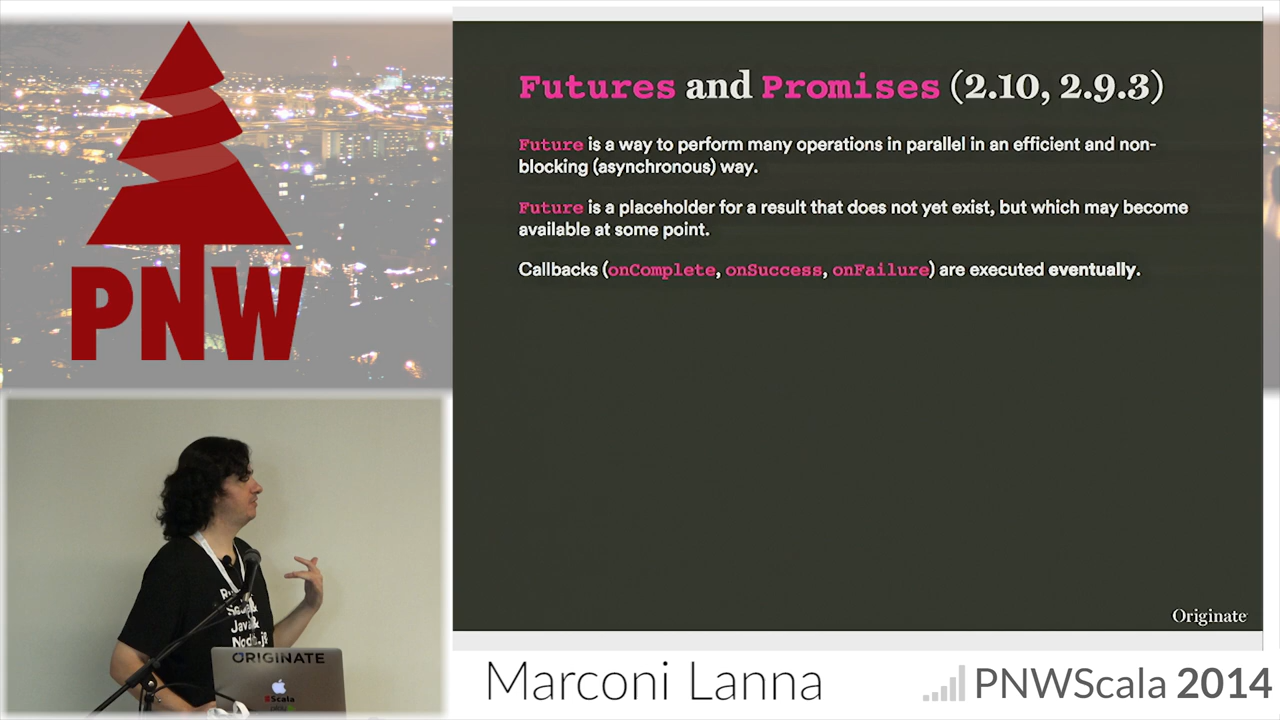 PNW
Futures and Promises (2.10, 2.9.3)
Future is a way to perform many operations in parallel in an efficient and non-
blocking (asynchronous) way.
Future is a placeholder for a result that does not yet exist, but which may become
available at some point.
Callbacks (onComplete, onSuccess, onFailure) are executed eventually.
Originate
ORIGINATE
Scala
Marconi Lanna
PNWScala 2014